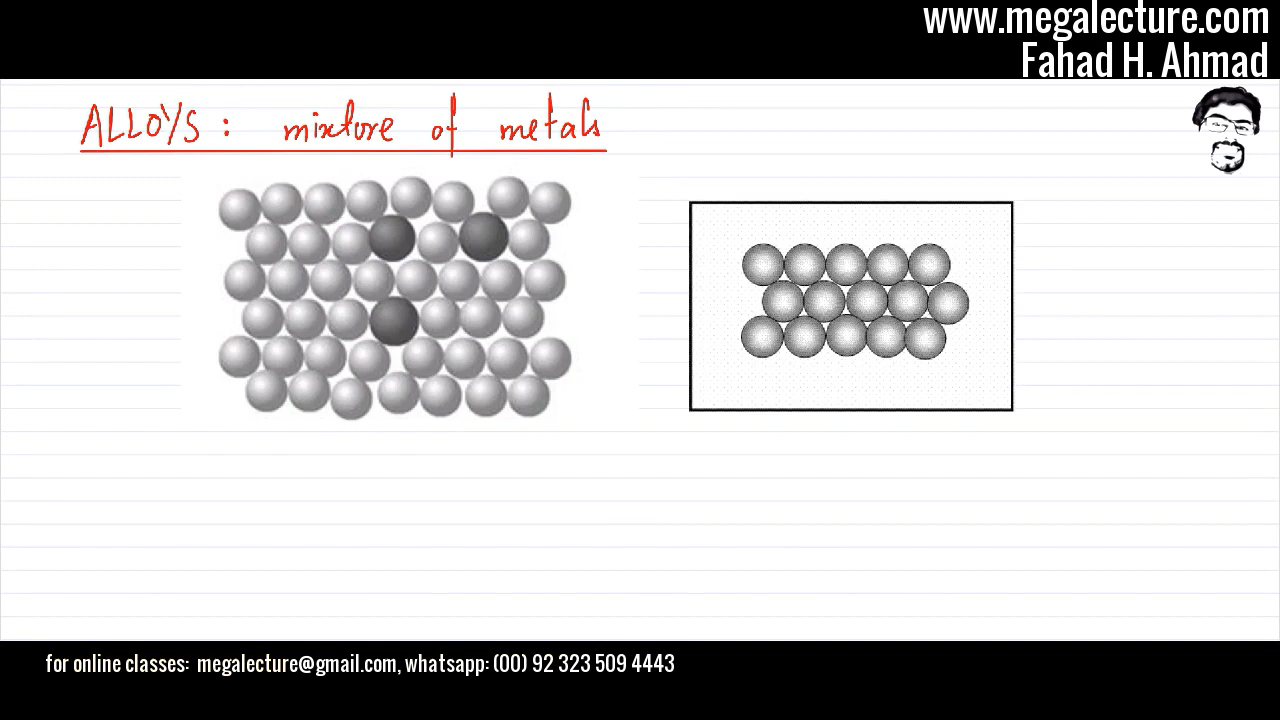 www.megalecture.com
Fahad H. Ahmad
ALLOYS : mixture of metals
for online classes: megalecture@gmail.com, whatsapp: (00) 92 323 509 4443